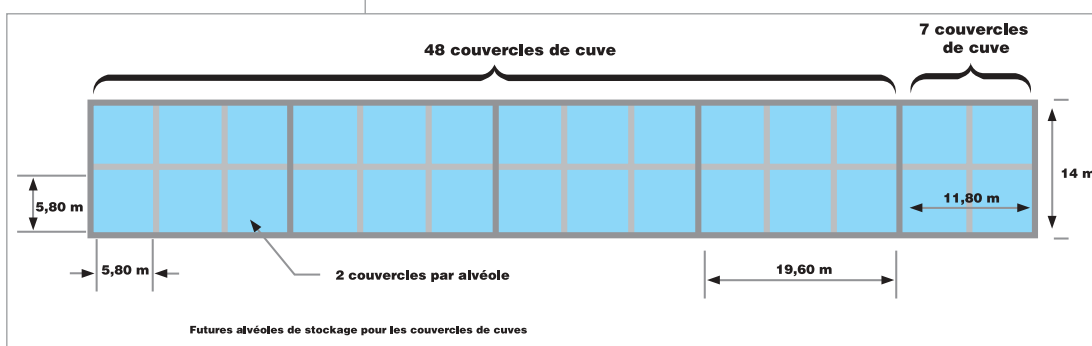 7 couvercles
de cuve
48 couvercles de cuve
14 m
5,80 m
11,80 m
5,80 m
2 couvercles par alvéole
19,60 m
Futures alvéoles de stockage pour les couvercles de cuves